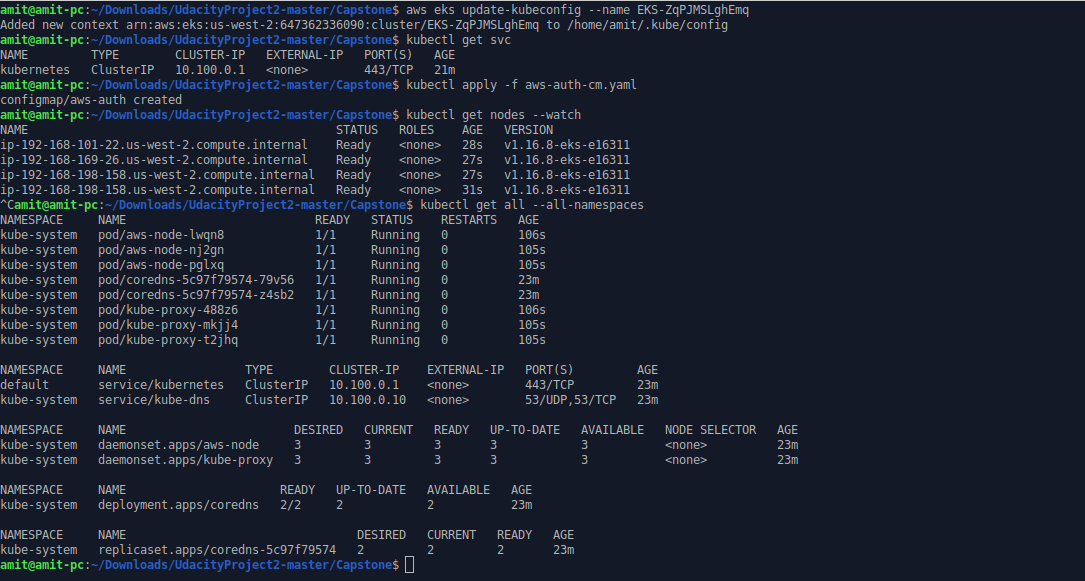 amit@amit-pc:~/Downloads/UdacityProject2-master/Capstone$ aws eks update-kubeconfig --name EKS-ZqPJMSLghEmq
Added new context arn:aws:eks:us-west-2:647362336090:cluster/EKS-ZqPJMSLghEmq to /home/amit/.kube/config
amit@amit-pc:~/Downloads/UdacityProject2-master/Capstone$ kubectl get svc
NAME         TYPE        CLUSTER-IP   EXTERNAL-IP   PORT(S)   AGE
kubernetes   ClusterIP   10.100.0.1   <none>        443/TCP   21m
amit@amit-pc:~/Downloads/UdacityProject2-master/Capstone$ kubectl apply -f aws-auth-cm.yaml
configmap/aws-auth created
amit@amit-pc:~/Downloads/UdacityProject2-master/Capstone$ kubectl get nodes --watch
NAME                                            STATUS   ROLES    AGE   VERSION
ip-192-168-101-22.us-west-2.compute.internal    Ready    <none>   28s   v1.16.8-eks-e16311
ip-192-168-169-26.us-west-2.compute.internal    Ready    <none>   27s   v1.16.8-eks-e16311
ip-192-168-198-158.us-west-2.compute.internal   Ready    <none>   27s   v1.16.8-eks-e16311
ip-192-168-198-158.us-west-2.compute.internal   Ready    <none>   31s   v1.16.8-eks-e16311
^Camit@amit-pc:~/Downloads/UdacityProject2-master/Capstone$ kubectl get all --all-namespaces
NAMESPACE     NAME                           READY   STATUS    RESTARTS   AGE
kube-system   pod/aws-node-lwqn8             1/1     Running   0          106s
kube-system   pod/aws-node-nj2gn             1/1     Running   0          105s
kube-system   pod/aws-node-pglxq             1/1     Running   0          105s
kube-system   pod/coredns-5c97f79574-79v56   1/1     Running   0          23m
kube-system   pod/coredns-5c97f79574-z4sb2   1/1     Running   0          23m
kube-system   pod/kube-proxy-488z6           1/1     Running   0          106s
kube-system   pod/kube-proxy-mkjj4           1/1     Running   0          105s
kube-system   pod/kube-proxy-t2jhq           1/1     Running   0          105s
NAMESPACE     NAME                 TYPE        CLUSTER-IP    EXTERNAL-IP   PORT(S)         AGE
default       service/kubernetes   ClusterIP   10.100.0.1    <none>        443/TCP         23m
kube-system   service/kube-dns     ClusterIP   10.100.0.10   <none>        53/UDP,53/TCP   23m
NAMESPACE     NAME                        DESIRED   CURRENT   READY   UP-TO-DATE   AVAILABLE   NODE SELECTOR   AGE
kube-system   daemonset.apps/aws-node     3         3         3       3            3           <none>          23m
kube-system   daemonset.apps/kube-proxy   3         3         3       3            3           <none>          23m
NAMESPACE     NAME                      READY   UP-TO-DATE   AVAILABLE   AGE
kube-system   deployment.apps/coredns   2/2     2            2           23m
NAMESPACE     NAME                                 DESIRED   CURRENT   READY   AGE
kube-system   replicaset.apps/coredns-5c97f79574   2         2         2       23m
amit@amit-pc:~/Downloads/UdacityProject2-master/Capstone$